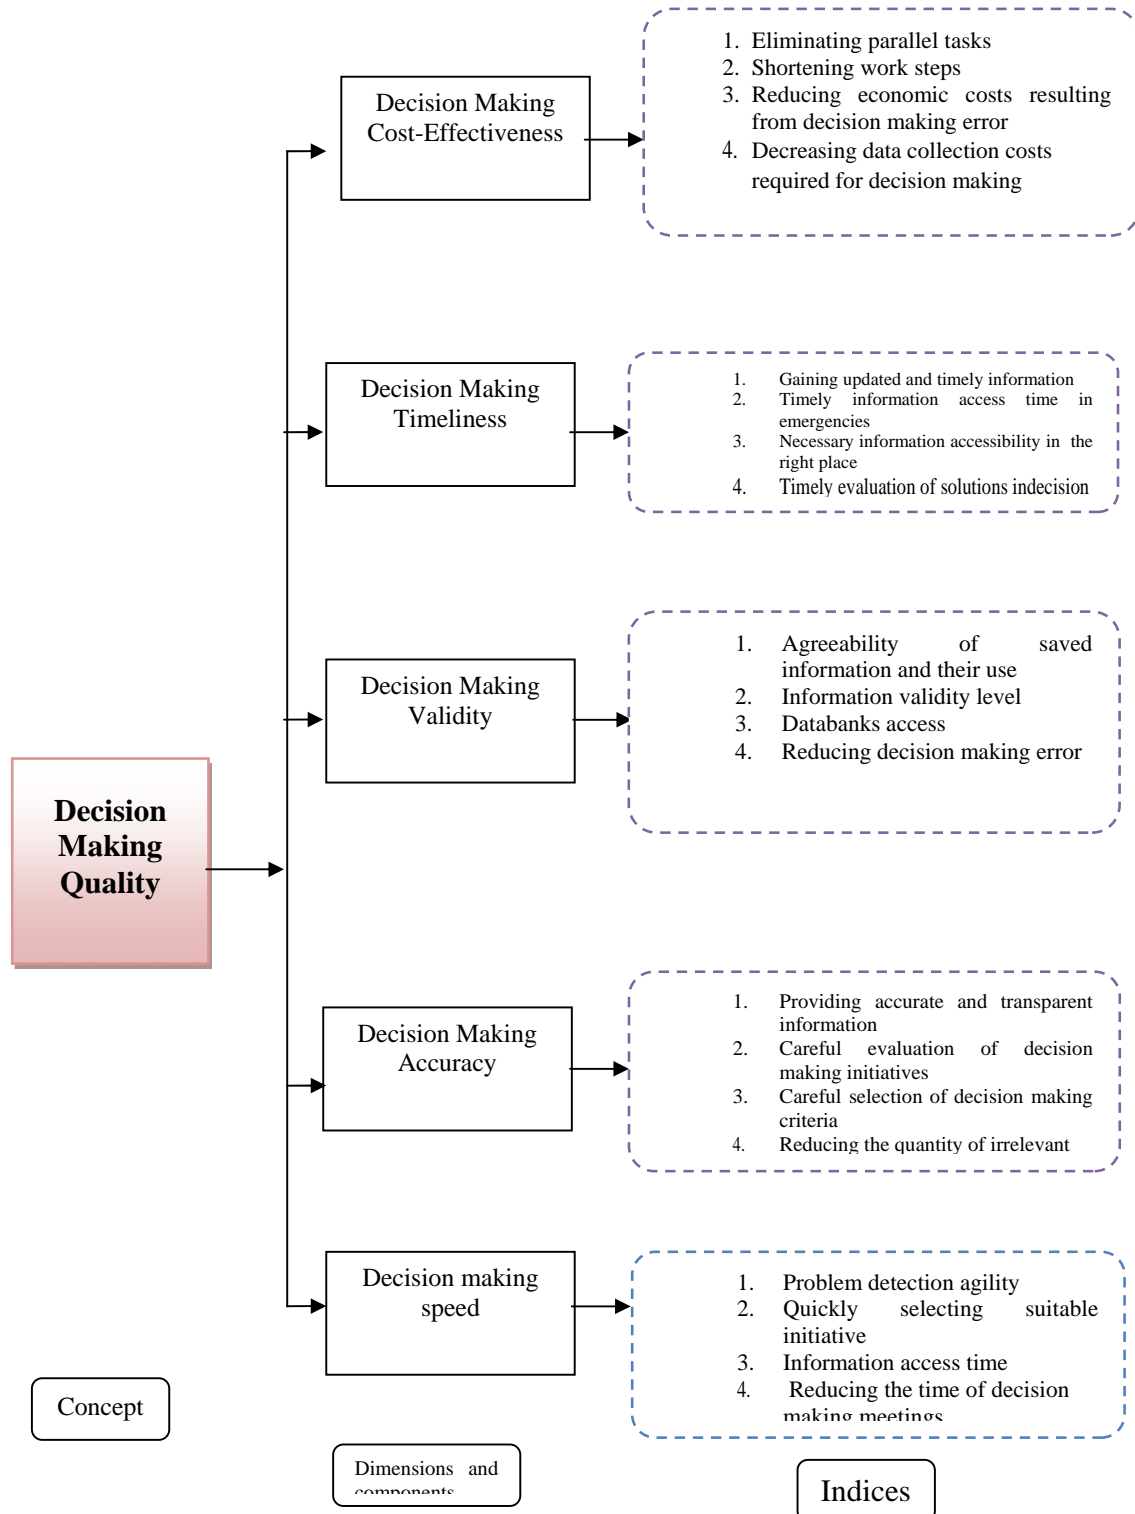 Decision Making
Cost-Effectiveness
1. Eliminating parallel tasks
2. Shortening work steps
3. Reducing economic costs resulting
from decision making error
4. Decreasing data collection costs
required for decision making
Decision Making
Timeliness
1. Gaining updated and timely information
2. Timely information access time in
emergencies
3. Necessary information accessibility in the
right place
4. Timely evaluation of solutions indecision
Decision Making
Validity
1. Agreeability of saved
information and their use
2. Information validity level
3. Databanks access
4. Reducing decision making error
Decision
Making
Quality
Decision Making
Accuracy
1. Providing accurate and transparent
information
2. Careful evaluation of decision
making initiatives
3. Careful selection of decision making
criteria
4. Reducing the quantity of irrelevant
Decision making
speed
1. Problem detection agility
2. Quickly selecting suitable
initiative
3. Information access time
4. Reducing the time of decision
making meetings
Concept
Dimensions and
components
Indices